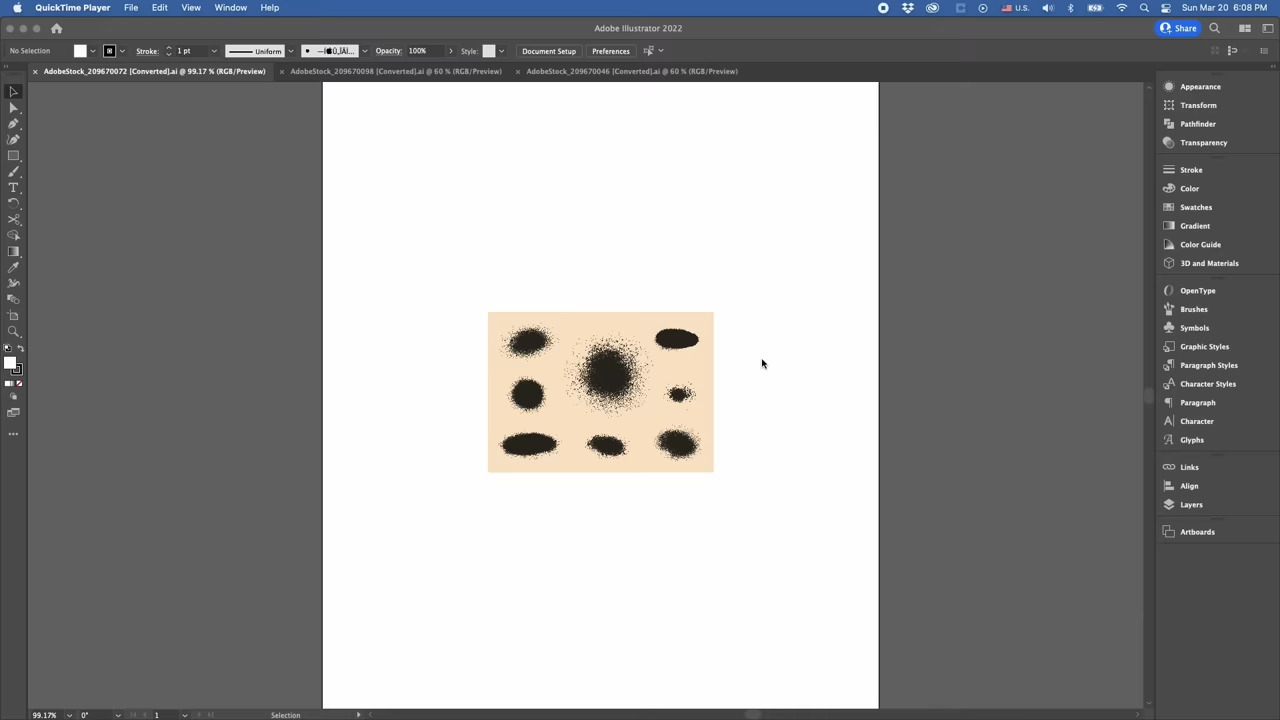 QuickTime Player File Edit View Window Help U.S. Sun Mar 20 6:08 PM
Adobe Illustrator 2022 Share
No Selection Stroke: 1 pt Uniform Opacity: 100% Style: Document Setup Preferences
AdobeStock_209670072 [Converted].ai @ 99.17 % (RGB/Preview) AdobeStock_209670098 [Converted].ai @ 60 % (RGB/Preview) AdobeStock_209670046 [Converted].ai @ 60 % (RGB/Preview)
Appearance
Transform
Pathfinder
Transparency
Stroke
Color
Swatches
Gradient
Color Guide
3D and Materials
OpenType
Brushes
Symbols
Graphic Styles
Paragraph Styles
Character Styles
Paragraph
Character
Glyphs
Links
Align
Layers
Artboards
99.17% 0° 1 Selection